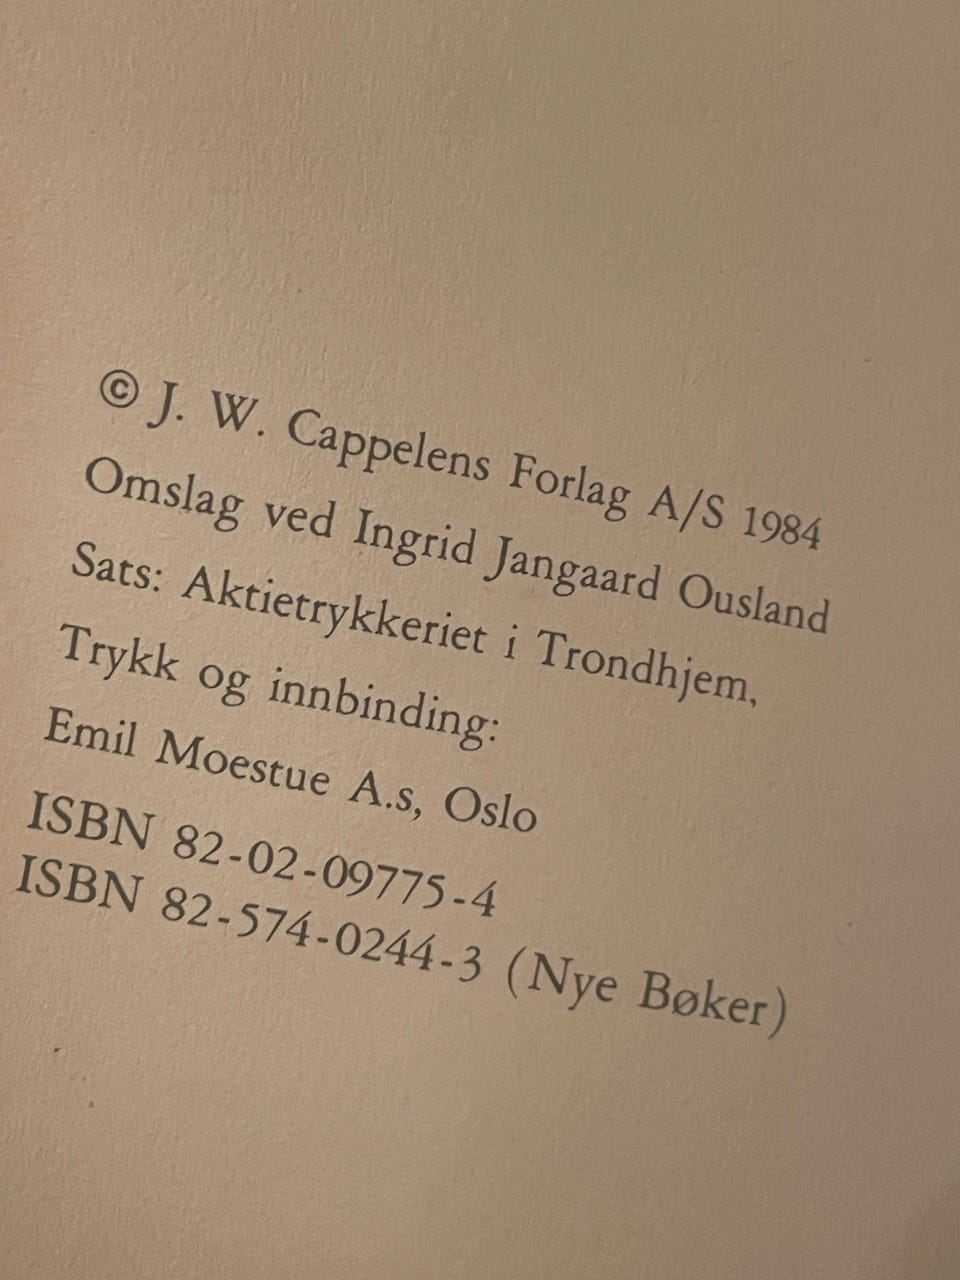 © J. W. Cappelens Forlag A/S 1984
Omslag ved Ingrid Jangaard Ousland
Sats: Aktietrykkeriet i Trondhjem,
Trykk og innbinding:
Emil Moestue A.s, Oslo
ISBN 82-02-09775-4
ISBN 82-574-0244-3 (Nye Bøker)